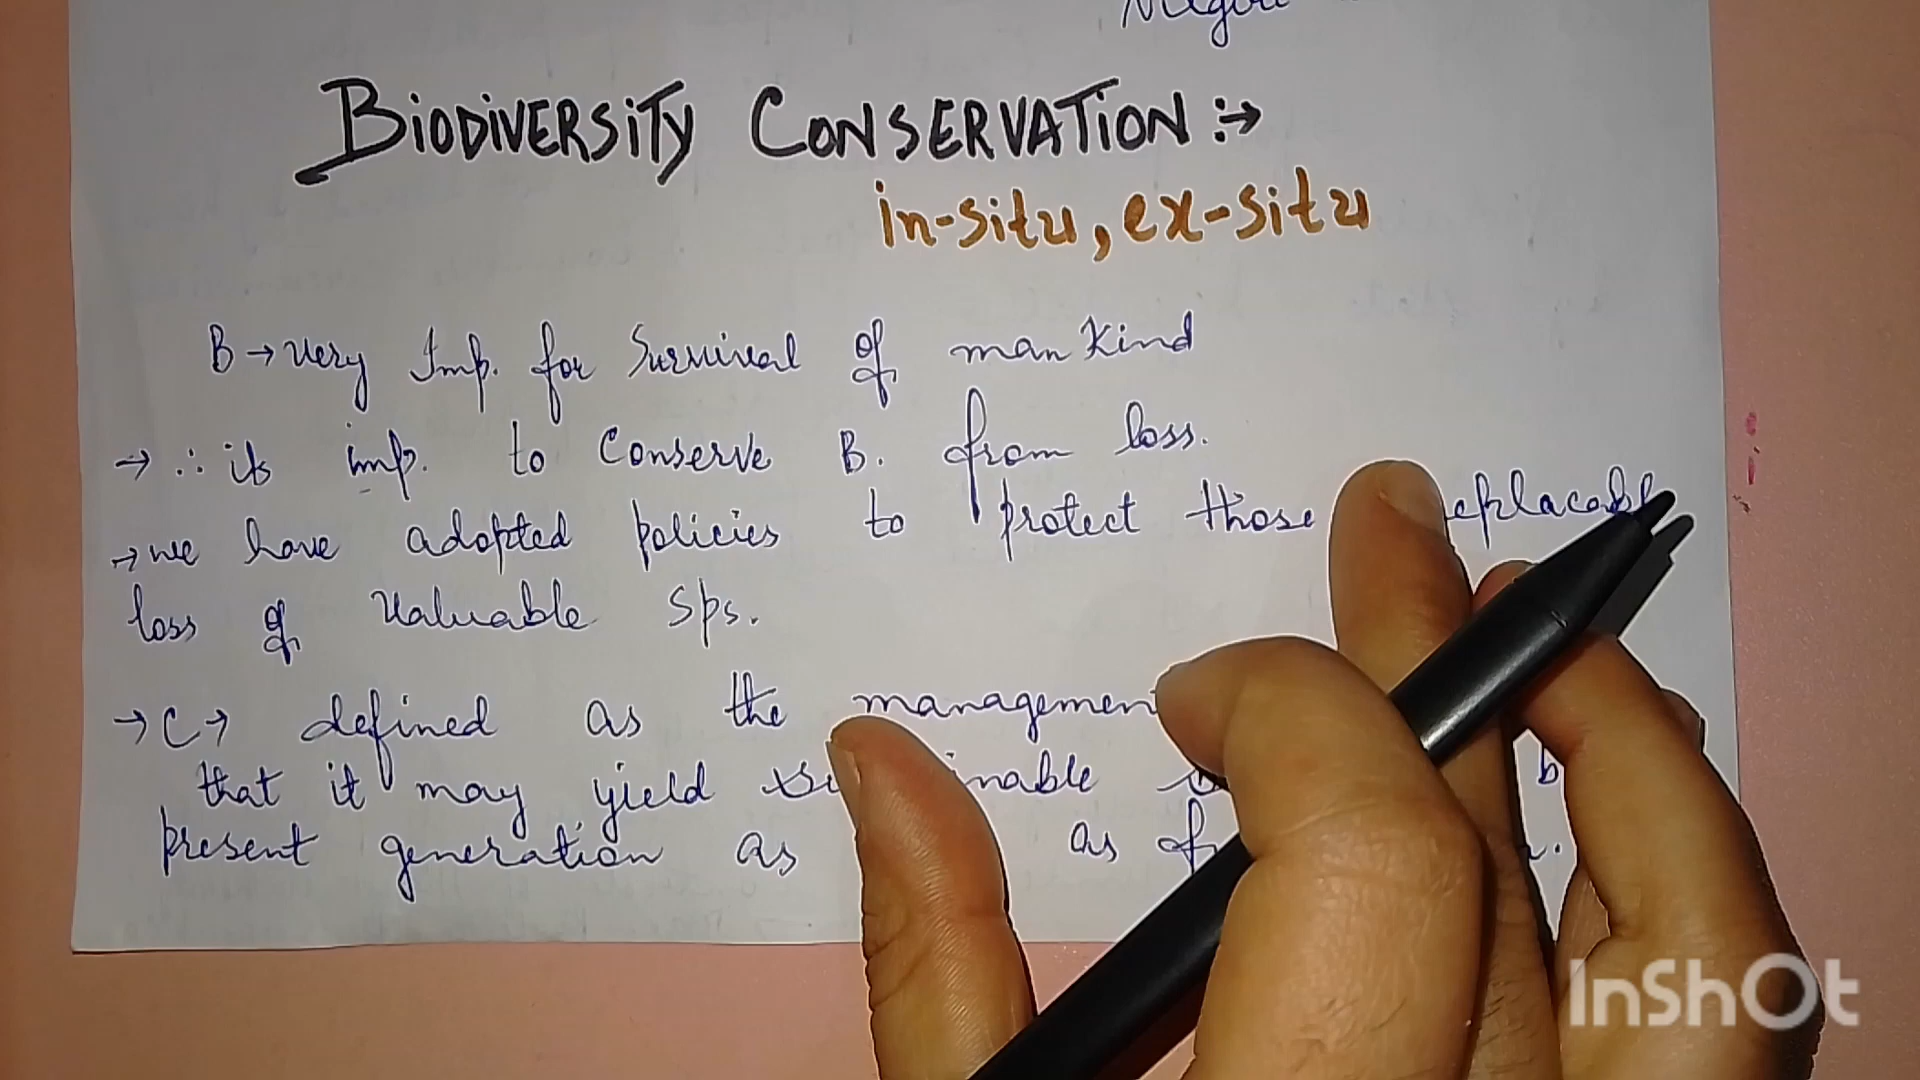 BIODIVERSITY CONSERVATION :→
in-situ, ex-situ
B → very Imp. for Survival of man kind
→ ∴ its imp. to Conserve B. from loss.
→ we have adopted policies to protect those
loss of valuable Sps.
→ C → defined as the
that it may yield
present generation as as
InShOt